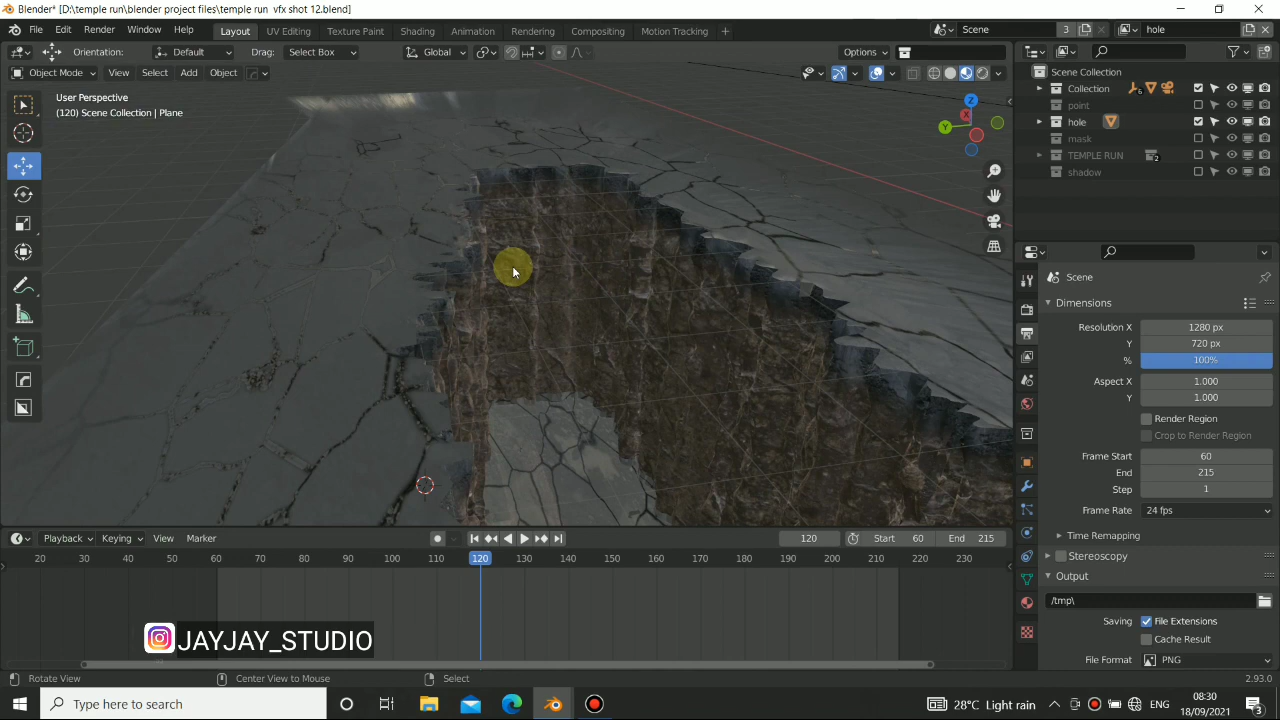 Blender* [D:\temple run\blender project files\temple run  vfx shot 12.blend]
File Edit Render Window Help Layout UV Editing Texture Paint Shading Animation Rendering Compositing Motion Tracking + Scene 3 hole
Orientation: Default Drag: Select Box Global Options
Object Mode View Select Add Object
User Perspective
(120) Scene Collection | Plane
Z
X
Y
Scene Collection
Collection 6
point
hole
mask
TEMPLE RUN 2
shadow
Scene
Dimensions
Resolution X 1280 px
Y 720 px
% 100%
Aspect X 1.000
Y 1.000
Render Region
Crop to Render Region
Frame Start 60
End 215
Step 1
Frame Rate 24 fps
Time Remapping
Stereoscopy
Output
/tmp\
Saving File Extensions
Cache Result
File Format PNG
Playback Keying View Marker 120 Start 60 End 215
20 30 40 50 60 70 80 90 100 110 120 130 140 150 160 170 180 190 200 210 220 230
JAYJAY_STUDIO
Rotate View Center View to Mouse Select 2.93.0
Type here to search
28°C Light rain ENG 08:30
18/09/2021
3